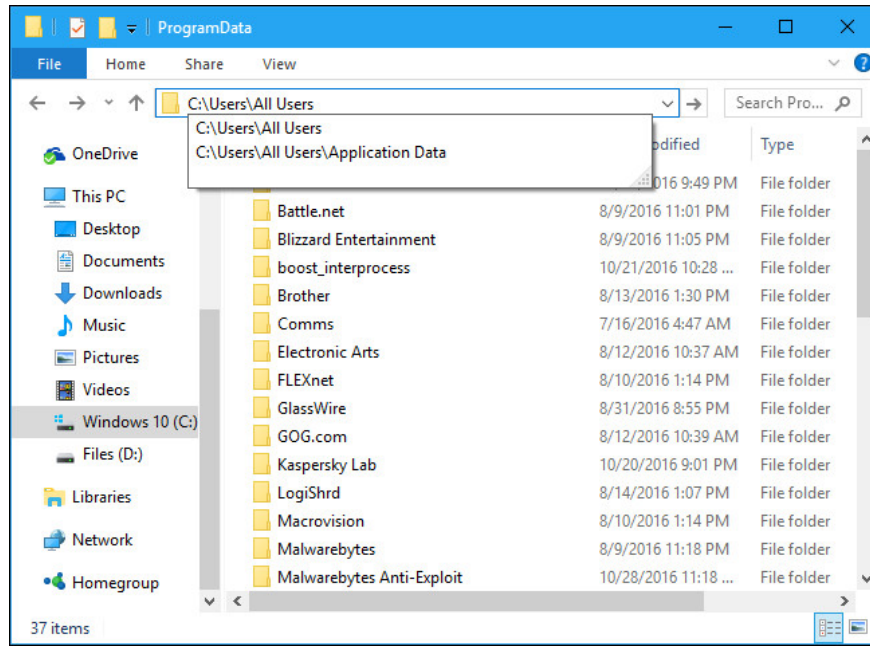 ProgramData
File Home Share View
C:\Users\All Users Search Pro...
C:\Users\All Users
C:\Users\All Users\Application Data
OneDrive
This PC
Desktop
Documents
Downloads
Music
Pictures
Videos
Windows 10 (C:)
Files (D:)
Libraries
Network
Homegroup
odified Type
016 9:49 PM File folder
Battle.net 8/9/2016 11:01 PM File folder
Blizzard Entertainment 8/9/2016 11:05 PM File folder
boost_interprocess 10/21/2016 10:28 ... File folder
Brother 8/13/2016 1:30 PM File folder
Comms 7/16/2016 4:47 AM File folder
Electronic Arts 8/12/2016 10:37 AM File folder
FLEXnet 8/10/2016 1:14 PM File folder
GlassWire 8/31/2016 8:55 PM File folder
GOG.com 8/12/2016 10:39 AM File folder
Kaspersky Lab 10/20/2016 9:01 PM File folder
LogiShrd 8/14/2016 1:07 PM File folder
Macrovision 8/10/2016 1:14 PM File folder
Malwarebytes 8/9/2016 11:18 PM File folder
Malwarebytes Anti-Exploit 10/28/2016 11:18 ... File folder
37 items